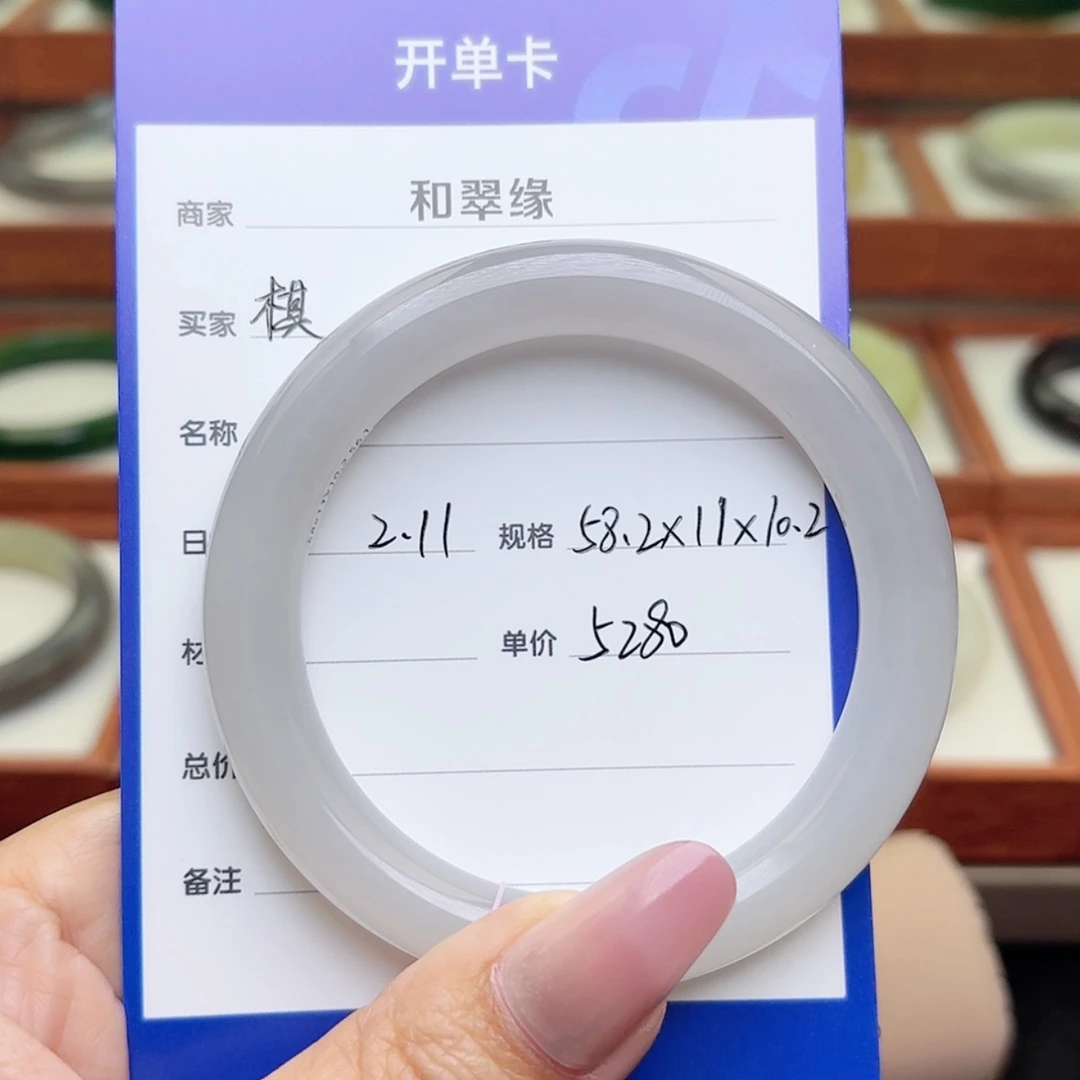 开单卡
商家 和翠缘
买家 棋
名称
日 2.11 规格 58.2x11x10.2
单价 5280
总价
备注